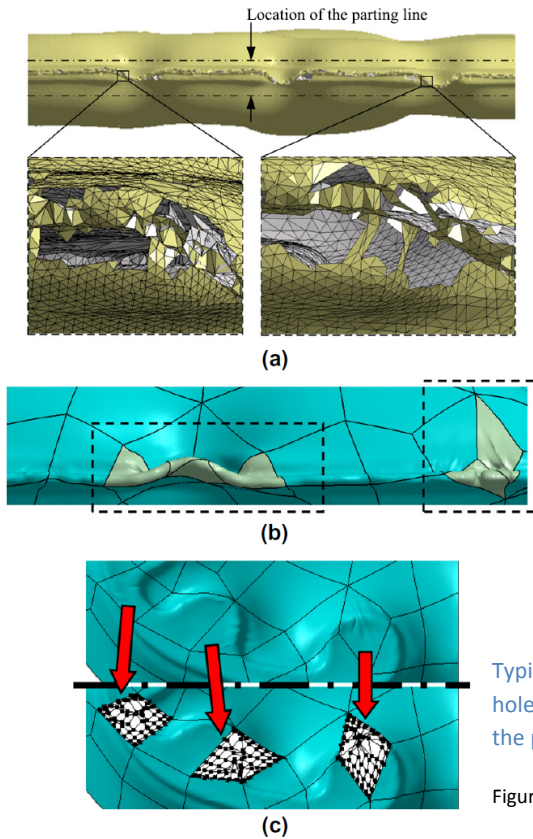 Location of the parting line
(a)
(b)
(c)
Typi
hole
the p
Figur